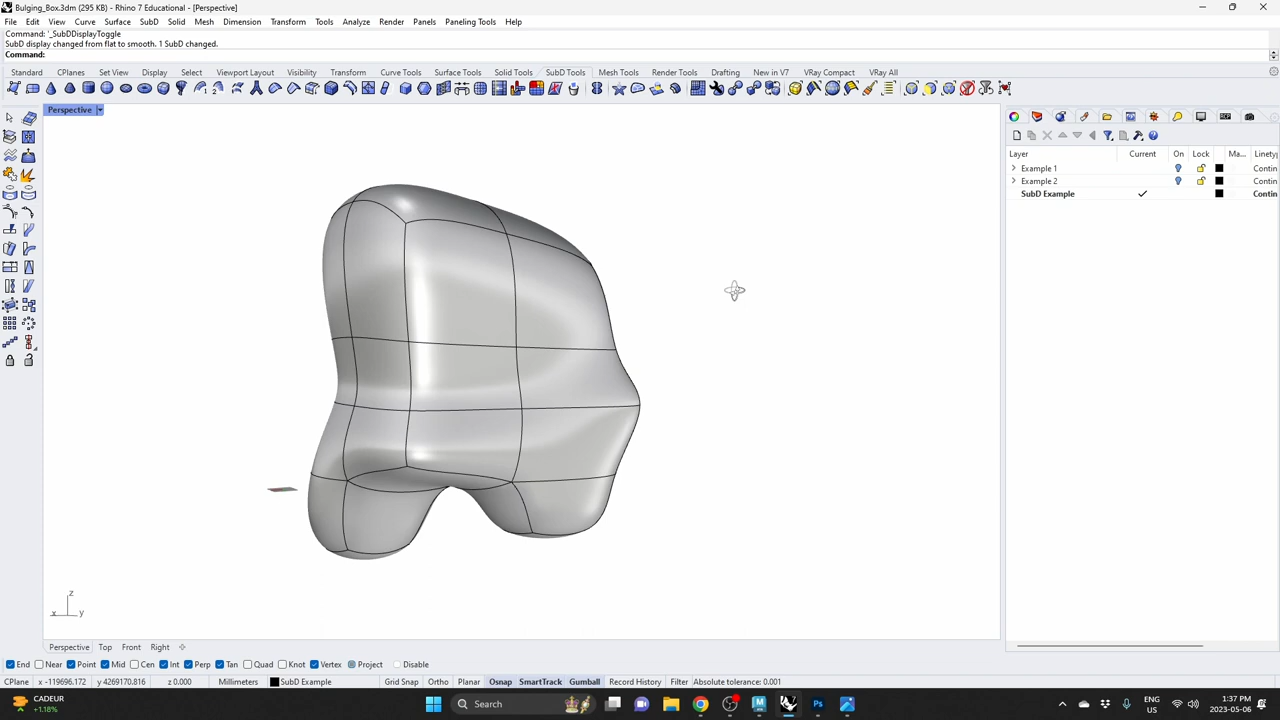 Bulging_Box.3dm (295 KB) - Rhino 7 Educational - [Perspective]
File Edit View Curve Surface SubD Solid Mesh Dimension Transform Tools Analyze Render Panels Paneling Tools Help
Command: '_SubDDisplayToggle
SubD display changed from flat to smooth. 1 SubD changed.
Command:
Standard CPlanes Set View Display Select Viewport Layout Visibility Transform Curve Tools Surface Tools Solid Tools SubD Tools Mesh Tools Render Tools Drafting New in V7 VRay Compact VRay All
Perspective
Layer Current On Lock Ma... Linety
Example 1 Contin
Example 2 Contin
SubD Example Contin
z
x y
Perspective Top Front Right
End Near Point Mid Cen Int Perp Tan Quad Knot Vertex Project Disable
CPlane x -119696.172 y 4269170.816 z 0.000 Millimeters SubD Example Grid Snap Ortho Planar Osnap SmartTrack Gumball Record History Filter Absolute tolerance: 0.001
CADEUR
+1.18%
Search
ENG
US
1:37 PM
2023-05-06